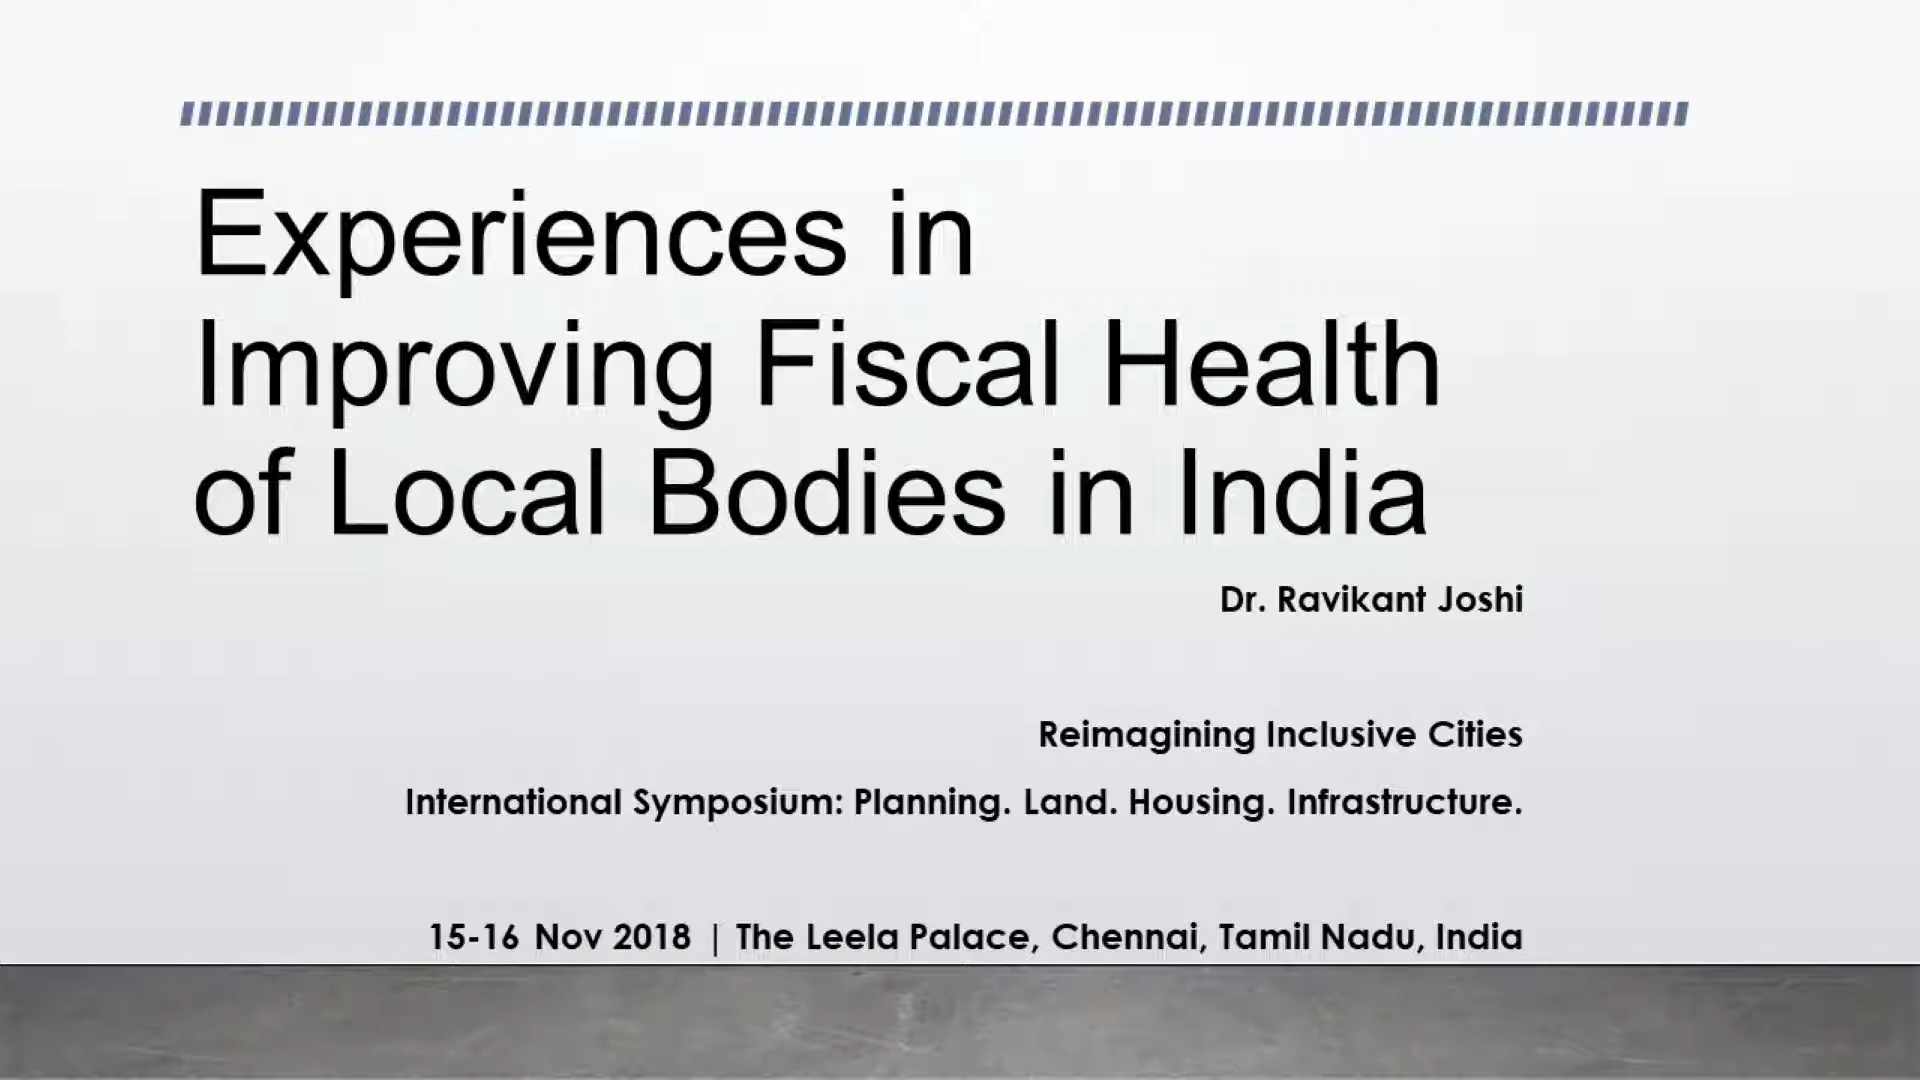 Experiences in
Improving Fiscal Health
of Local Bodies in India
Dr. Ravikant Joshi
Reimagining Inclusive Cities
International Symposium: Planning. Land. Housing. Infrastructure.
15-16 Nov 2018 | The Leela Palace, Chennai, Tamil Nadu, India